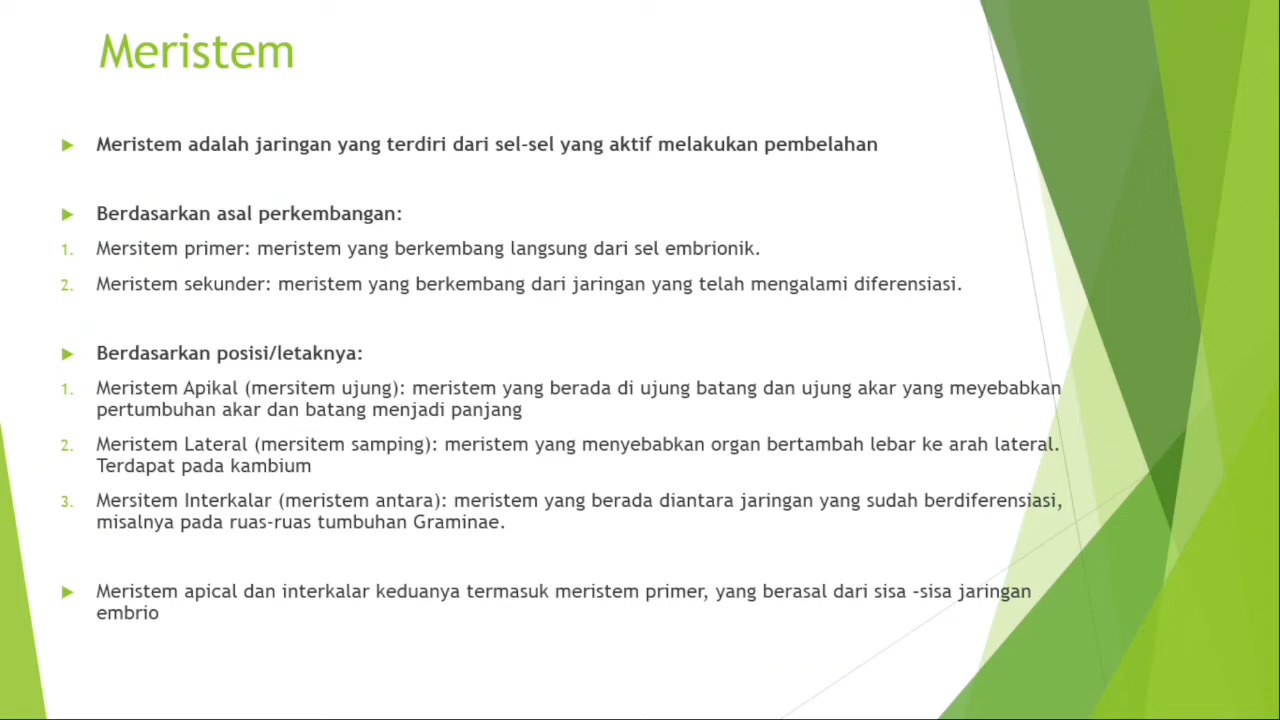 Meristem
Meristem adalah jaringan yang terdiri dari sel-sel yang aktif melakukan pembelahan
Berdasarkan asal perkembangan:
1. Mersitem primer: meristem yang berkembang langsung dari sel embrionik.
2. Meristem sekunder: meristem yang berkembang dari jaringan yang telah mengalami diferensiasi.
Berdasarkan posisi/letaknya:
1. Meristem Apikal (mersitem ujung): meristem yang berada di ujung batang dan ujung akar yang meyebabkan
pertumbuhan akar dan batang menjadi panjang
2. Meristem Lateral (mersitem samping): meristem yang menyebabkan organ bertambah lebar ke arah lateral.
Terdapat pada kambium
3. Mersitem Interkalar (meristem antara): meristem yang berada diantara jaringan yang sudah berdiferensiasi,
misalnya pada ruas-ruas tumbuhan Graminae.
Meristem apical dan interkalar keduanya termasuk meristem primer, yang berasal dari sisa –sisa jaringan
embrio